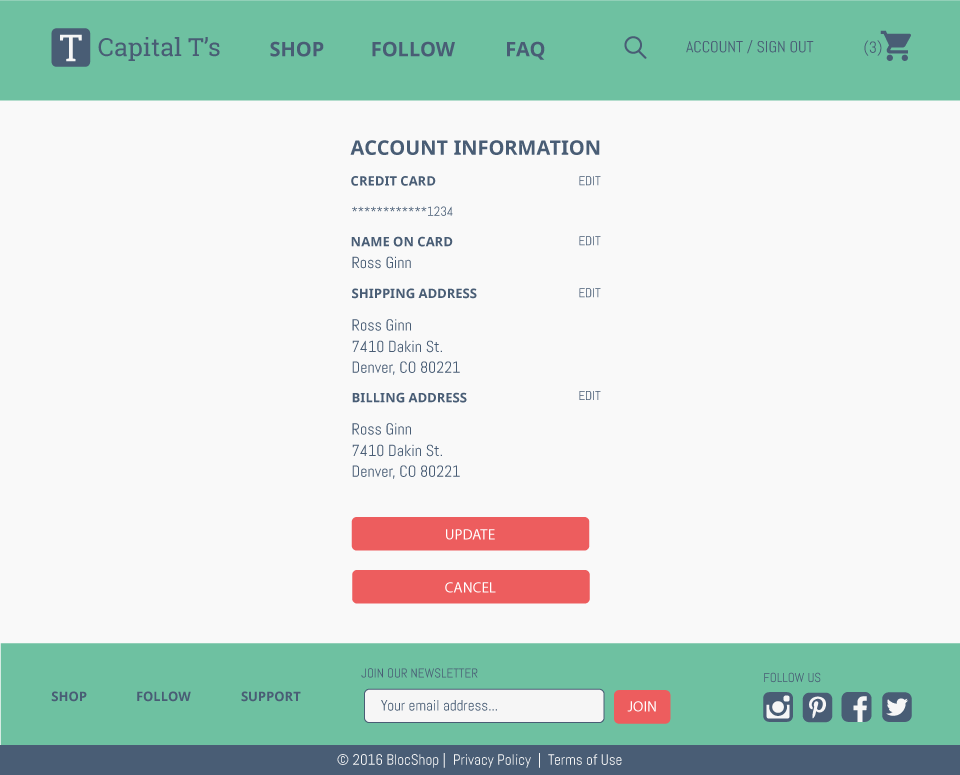 T Capital T's SHOP FOLLOW FAQ ACCOUNT / SIGN OUT (3)
ACCOUNT INFORMATION
CREDIT CARD EDIT
************1234
NAME ON CARD EDIT
Ross Ginn
SHIPPING ADDRESS EDIT
Ross Ginn
7410 Dakin St.
Denver, CO 80221
BILLING ADDRESS EDIT
Ross Ginn
7410 Dakin St.
Denver, CO 80221
UPDATE
CANCEL
JOIN OUR NEWSLETTER FOLLOW US
SHOP FOLLOW SUPPORT Your email address... JOIN
© 2016 BlocShop | Privacy Policy | Terms of Use